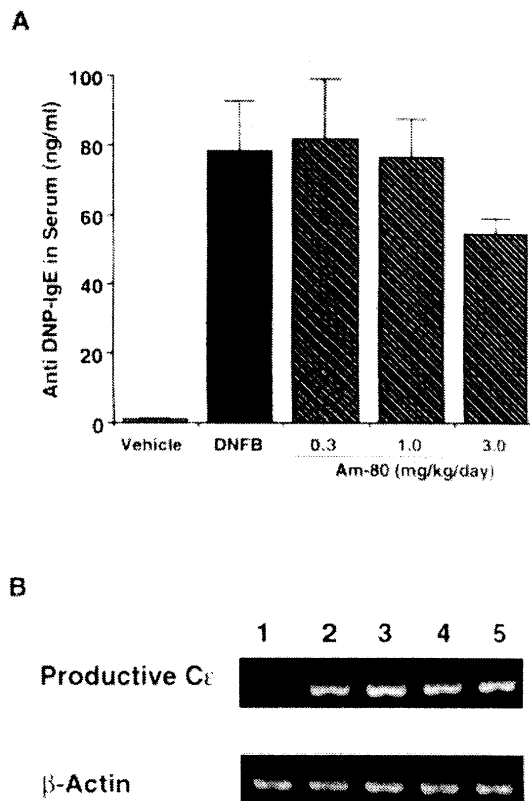 A
Anti DNP-IgE in Serum (ng/ml)
100
80
60
40
20
0
Vehicle DNFB 0.3 1.0 3.0
Am-80 (mg/kg/day)
B
1 2 3 4 5
Productive Cε
β-Actin